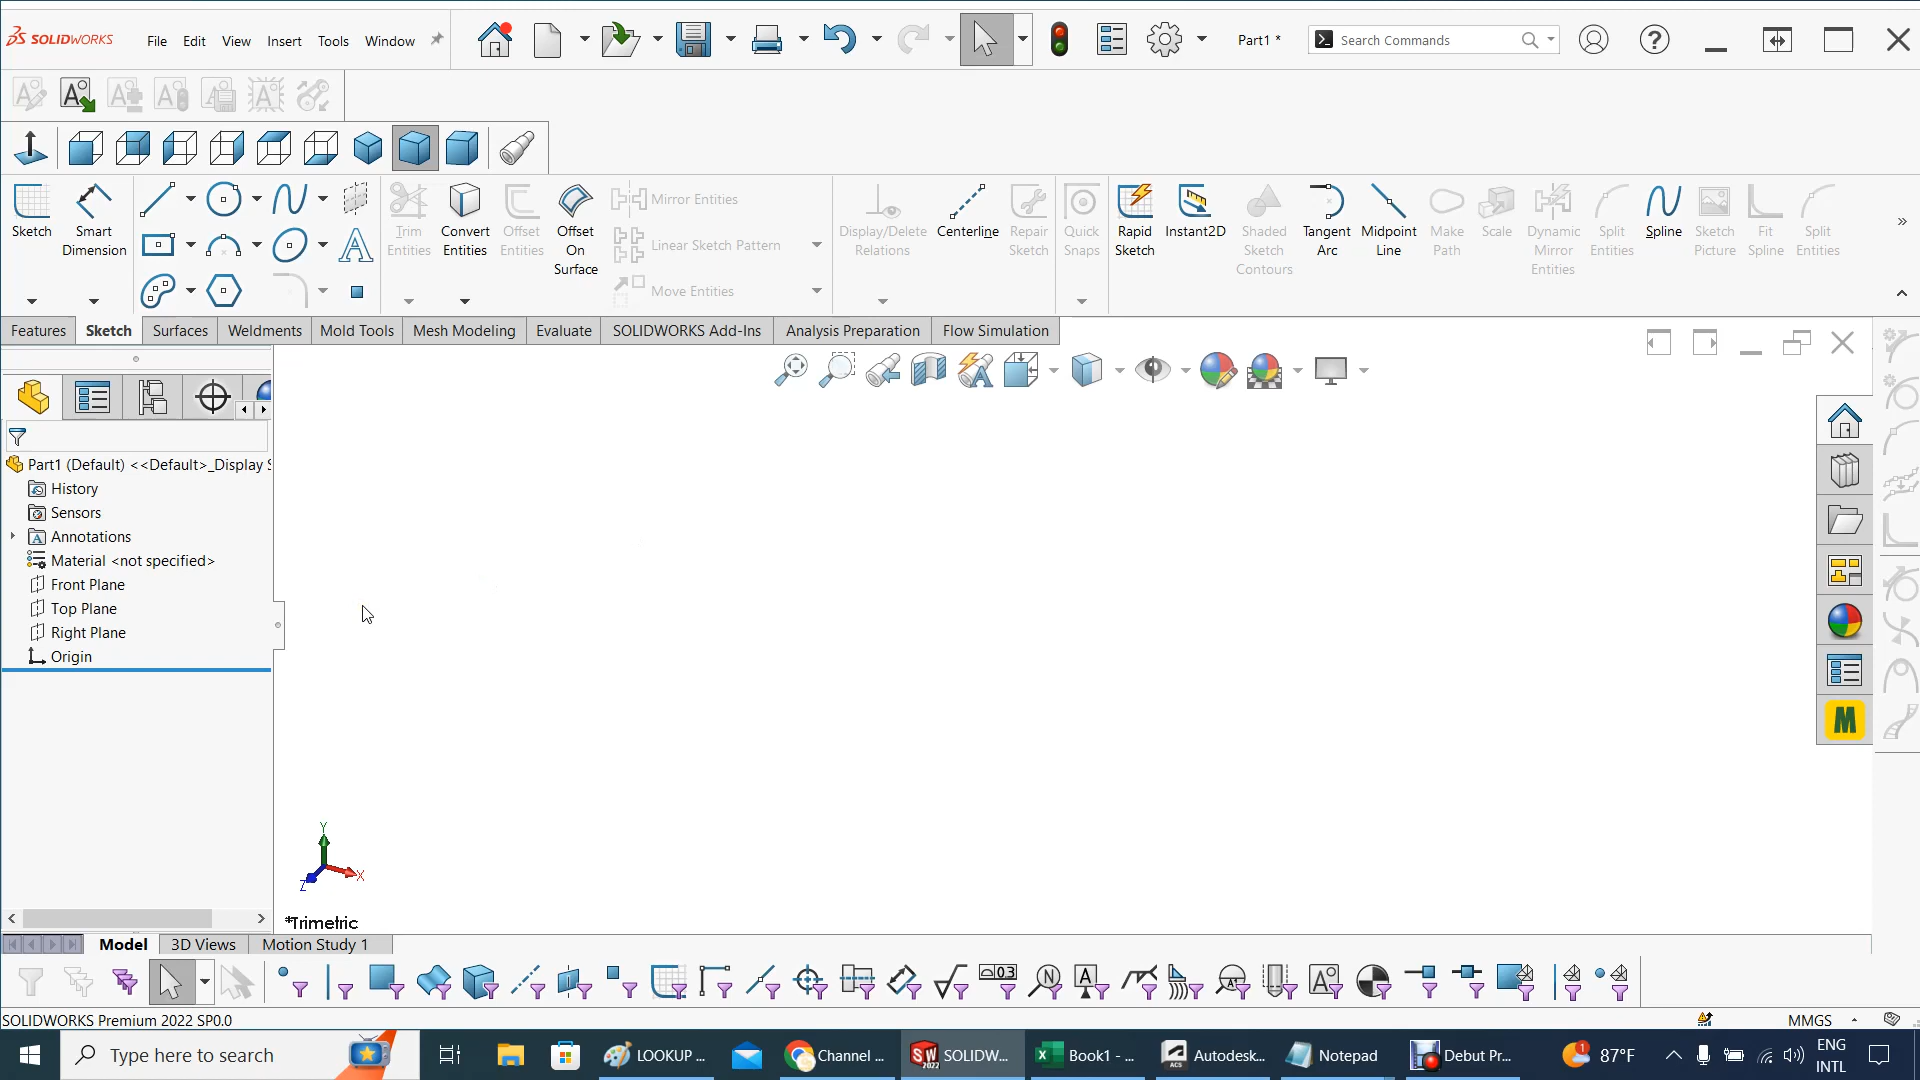 SOLIDWORKS File Edit View Insert Tools Window Part1 * Search Commands
Sketch
Smart
Dimension
Trim
Entities
Convert
Entities
Offset
Entities
Offset
On
Surface
Mirror Entities
Linear Sketch Pattern
Move Entities
Display/Delete
Relations
Centerline
Repair
Sketch
Quick
Snaps
Rapid
Sketch
Instant2D
Shaded
Sketch
Contours
Tangent
Arc
Midpoint
Line
Make
Path
Scale
Dynamic
Mirror
Entities
Split
Entities
Spline
Sketch
Picture
Fit
Spline
Split
Entities
Features Sketch Surfaces Weldments Mold Tools Mesh Modeling Evaluate SOLIDWORKS Add-Ins Analysis Preparation Flow Simulation
Part1 (Default) <<Default>_Display S
History
Sensors
Annotations
Material <not specified>
Front Plane
Top Plane
Right Plane
Origin
M
Y
X
Z
*Trimetric
Model 3D Views Motion Study 1
SOLIDWORKS Premium 2022 SP0.0
MMGS
Type here to search
LOOKUP ...
Channel ...
SOLIDW...
Book1 - ...
Autodesk...
Notepad
Debut Pr...
1
87°F
ENG
INTL